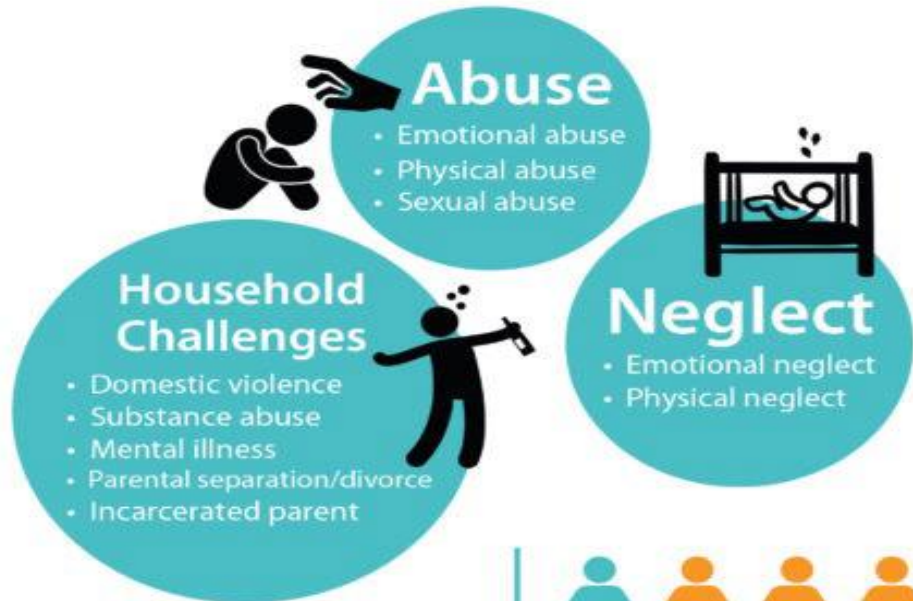 Abuse
• Emotional abuse
• Physical abuse
• Sexual abuse
Household
Challenges
• Domestic violence
• Substance abuse
• Mental illness
• Parental separation/divorce
• Incarcerated parent
Neglect
• Emotional neglect
• Physical neglect